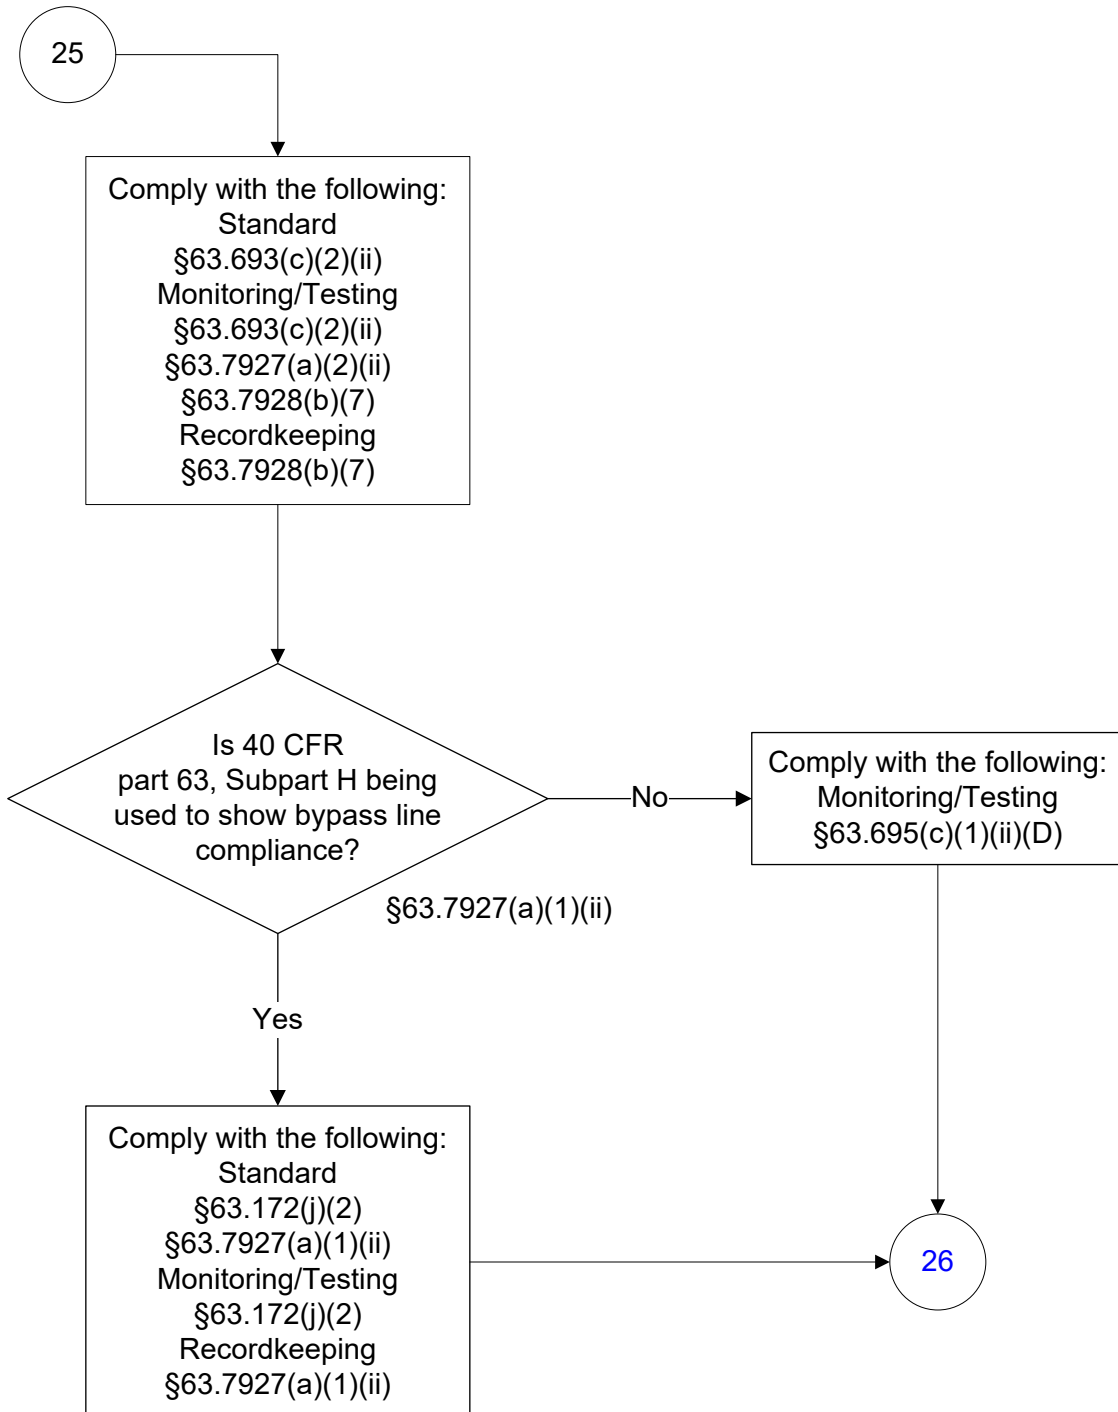 25
Comply with the following:
Standard
§63.693(c)(2)(ii)
Monitoring/Testing
§63.693(c)(2)(ii)
§63.7927(a)(2)(ii)
§63.7928(b)(7)
Recordkeeping
§63.7928(b)(7)
Is 40 CFR
part 63, Subpart H being
used to show bypass line
compliance?
§63.7927(a)(1)(ii)
No
Comply with the following:
Monitoring/Testing
§63.695(c)(1)(ii)(D)
Yes
Comply with the following:
Standard
§63.172(j)(2)
§63.7927(a)(1)(ii)
Monitoring/Testing
§63.172(j)(2)
Recordkeeping
§63.7927(a)(1)(ii)
26